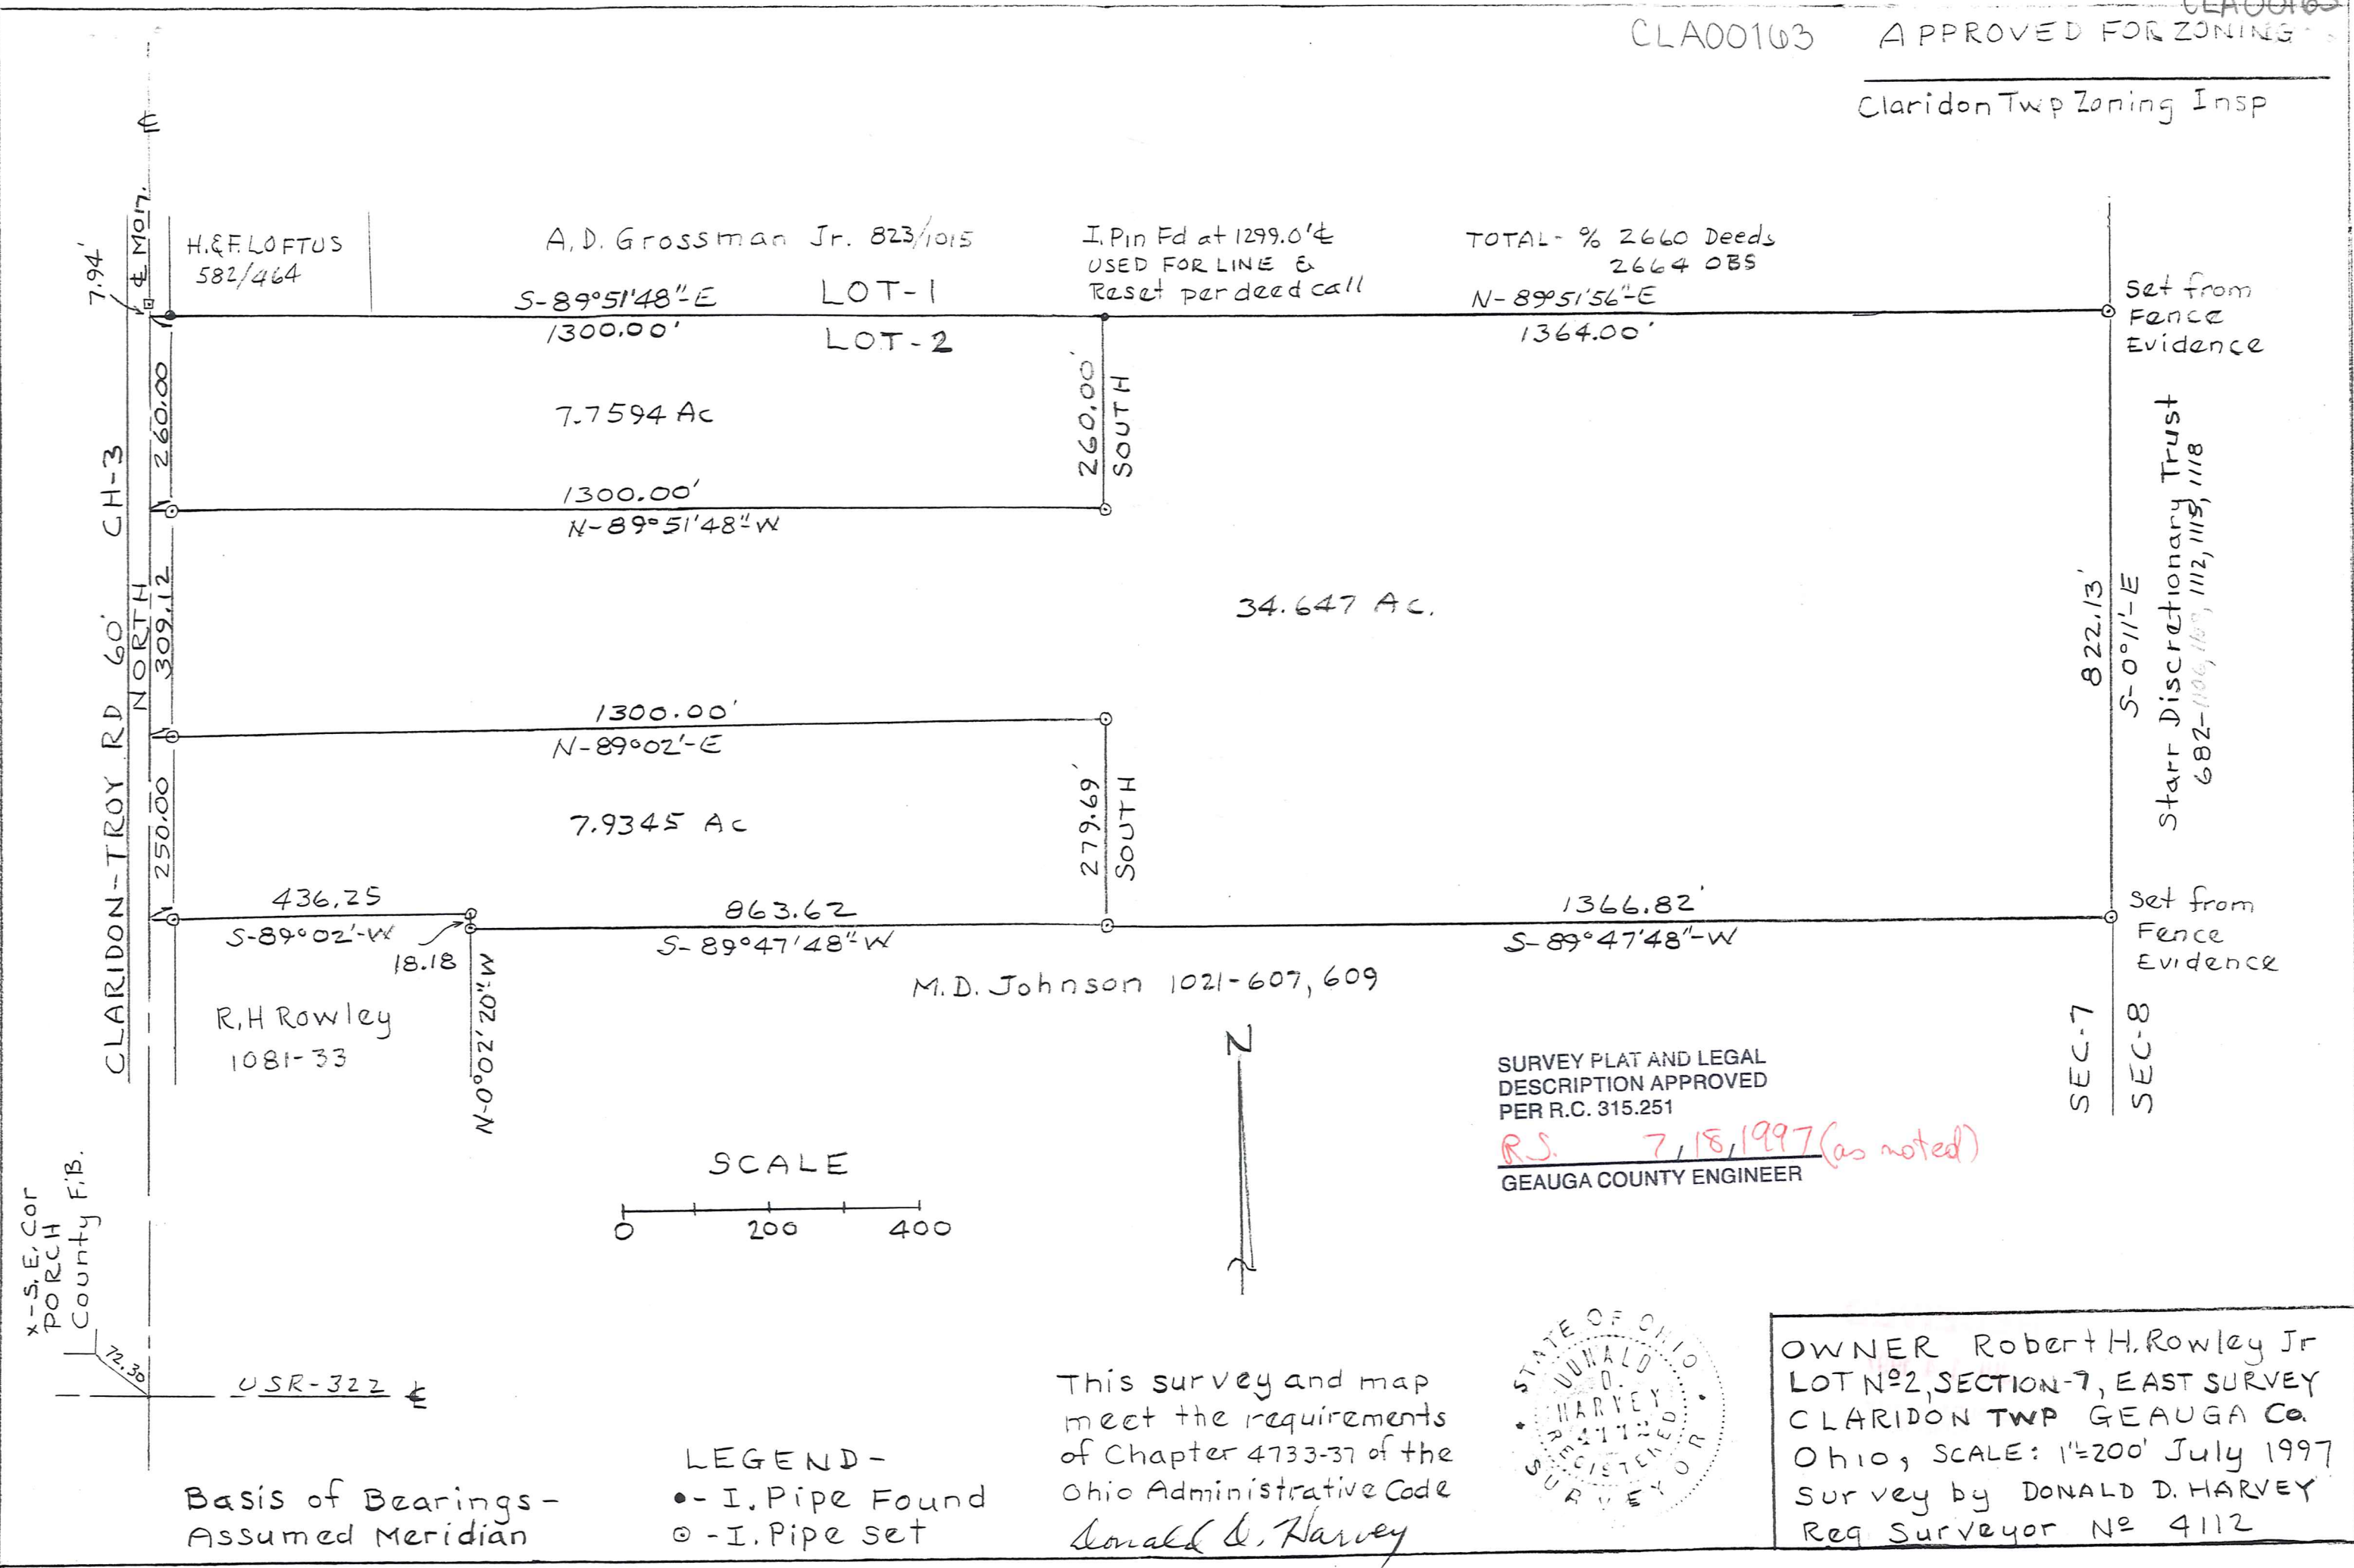 CLA00163
CLA00163 APPROVED FOR ZONING
Claridon Twp Zoning Insp
℄
7.94'
℄ MON.
H.&F. LOFTUS
582/464
A.D. Grossman Jr. 823/1015
I.Pin Fd at 1299.0'±
USED FOR LINE &
Reset per deed call
TOTAL- % 2660 Deeds
2664 OBS
S-89°51'48"-E
LOT-1
1300.00'
LOT-2
N-89°51'56"-E
1364.00'
Set from
Fence
Evidence
260.00
7.7594 Ac
260.00'
SOUTH
1300.00'
N-89°51'48"-W
CLARIDON-TROY RD 60' CH-3
NORTH
309.12
34.647 Ac.
822.13'
S-0°11'-E
Starr Discretionary Trust
682- 1112, 1115, 1118
1300.00'
N-89°02'-E
250.00
7.9345 Ac
279.69'
SOUTH
436.25
S-89°02'-W
18.18
863.62
S-89°47'48"-W
1366.82'
S-89°47'48"-W
Set from
Fence
Evidence
N-0°02'20"-W
R.H Rowley
1081-33
M.D. Johnson 1021-607, 609
N
SEC-7
SEC-8
SURVEY PLAT AND LEGAL
DESCRIPTION APPROVED
PER R.C. 315.251
R.S. 7,18,1997 (as noted)
GEAUGA COUNTY ENGINEER
SCALE
0 200 400
x-S.E. Cor
PORCH
County F.B.
72.30
USR-322 ℄
Basis of Bearings-
Assumed Meridian
LEGEND-
•- I. Pipe Found
⊙ - I. Pipe set
This survey and map
meet the requirements
of Chapter 4733-37 of the
Ohio Administrative Code
Donald D. Harvey
STATE OF OHIO
DONALD
D.
HARVEY
4112
REGISTERED
SURVEYOR
OWNER Robert H. Rowley Jr
LOT Nº2, SECTION-7, EAST SURVEY
CLARIDON TWP GEAUGA Co.
Ohio, SCALE: 1"=200' July 1997
Survey by DONALD D. HARVEY
Reg Surveyor Nº 4112